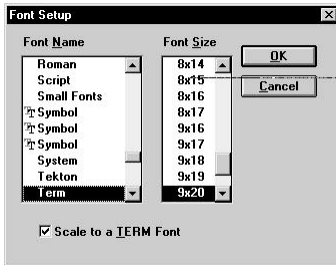 Font Setup
Font Name
Font Size
Roman
Script
Small Fonts
Symbol
Symbol
Symbol
System
Tekton
Term
8x14
8x15
8x16
8x17
9x16
9x17
9x18
9x19
9x20
OK
Cancel
Scale to a TERM Font